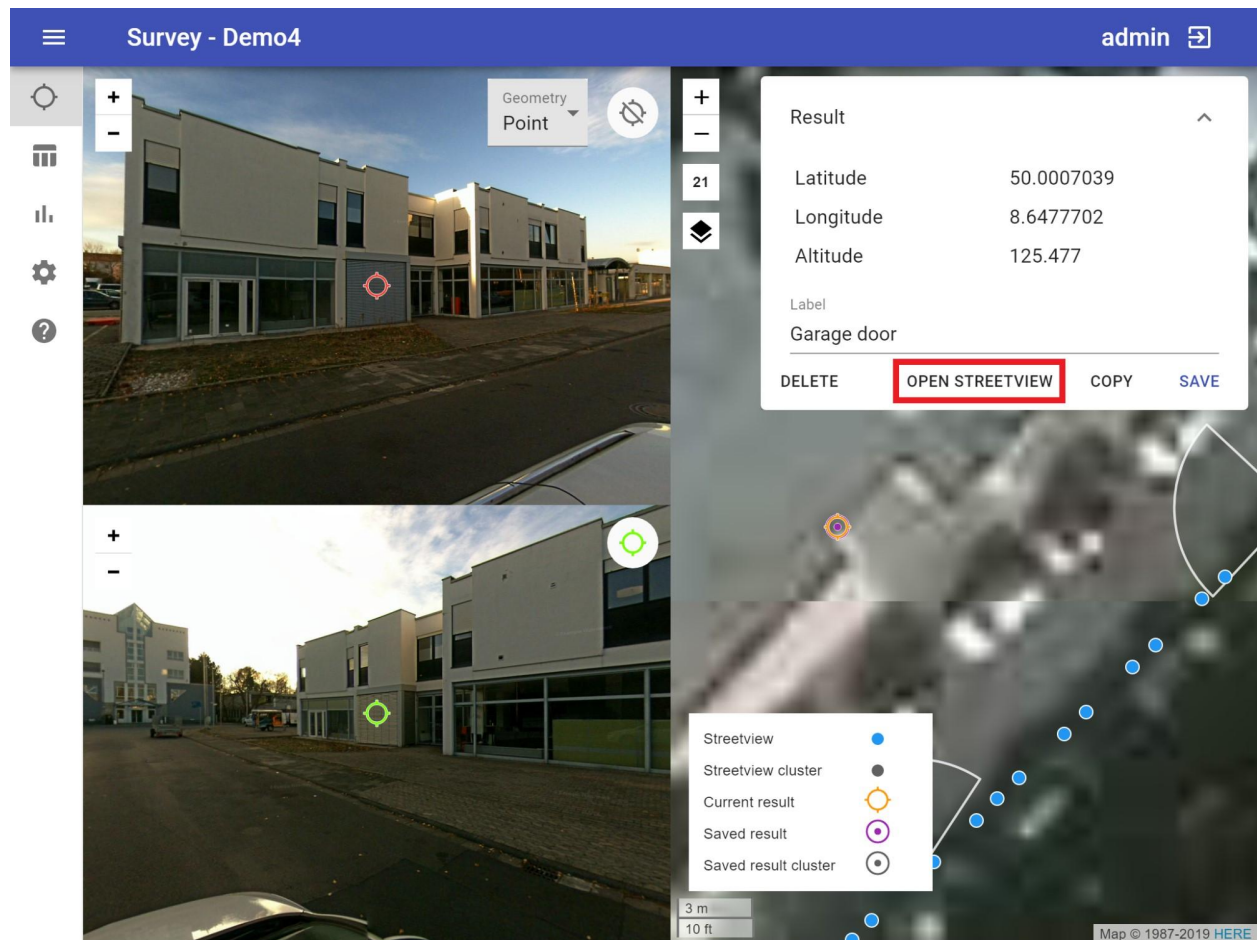 Survey - Demo4
admin
+
−
Geometry
Point
+
−
21
Result
Latitude 50.0007039
Longitude 8.6477702
Altitude 125.477
Label
Garage door
DELETE OPEN STREETVIEW COPY SAVE
+
−
Streetview
Streetview cluster
Current result
Saved result
Saved result cluster
3 m
10 ft
Map © 1987-2019 HERE